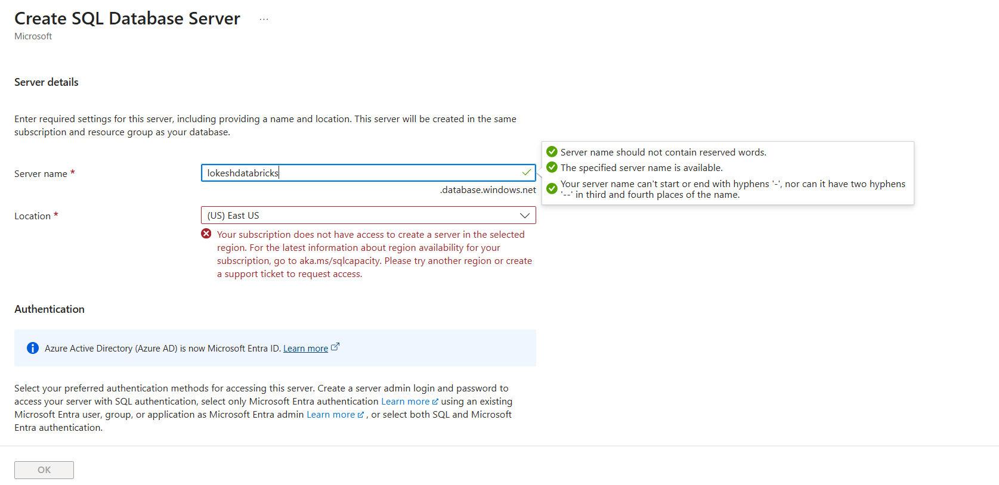 Create SQL Database Server ...
Microsoft
Server details
Enter required settings for this server, including providing a name and location. This server will be created in the same
subscription and resource group as your database.
Server name *
lokeshdatabricks
.database.windows.net
Server name should not contain reserved words.
The specified server name is available.
Your server name can't start or end with hyphens '-', nor can it have two hyphens
'--' in third and fourth places of the name.
Location *
(US) East US
Your subscription does not have access to create a server in the selected
region. For the latest information about region availability for your
subscription, go to aka.ms/sqlcapacity. Please try another region or create
a support ticket to request access.
Authentication
Azure Active Directory (Azure AD) is now Microsoft Entra ID. Learn more
Select your preferred authentication methods for accessing this server. Create a server admin login and password to
access your server with SQL authentication, select only Microsoft Entra authentication Learn more using an existing
Microsoft Entra user, group, or application as Microsoft Entra admin Learn more , or select both SQL and Microsoft
Entra authentication.
OK